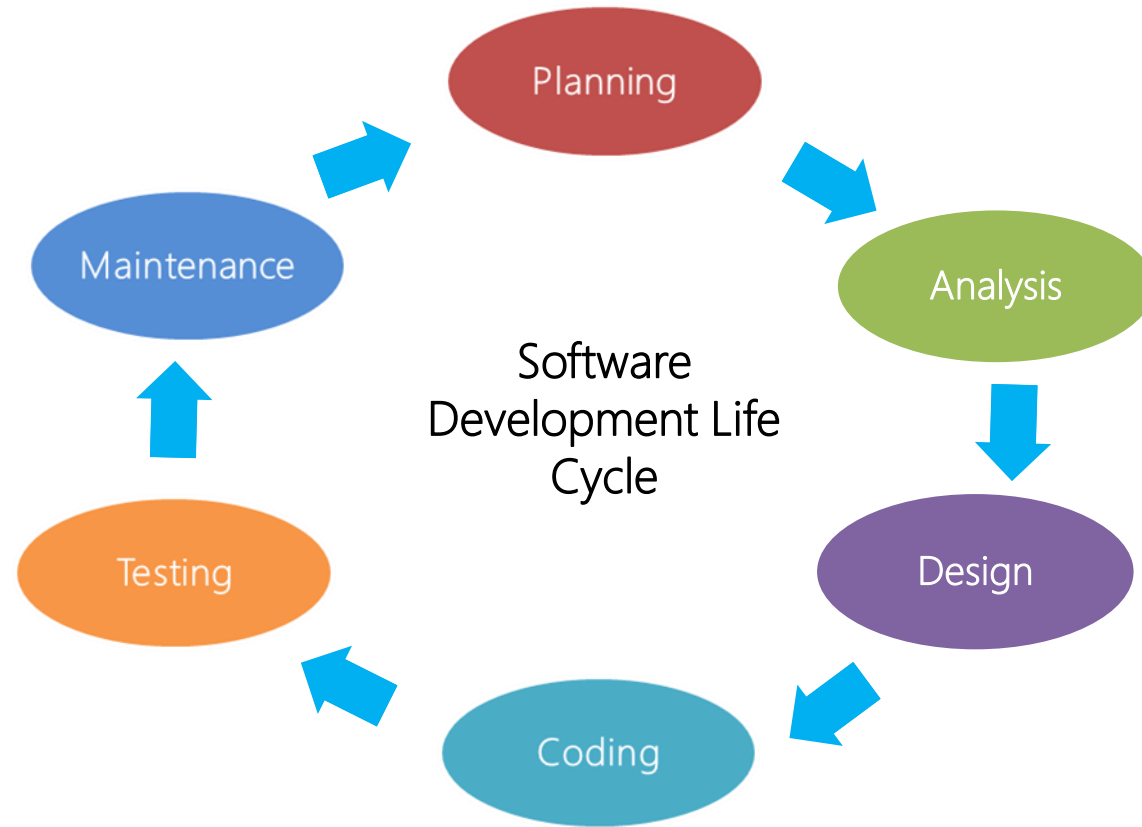 Planning
Analysis
Design
Coding
Testing
Maintenance
Software
Development Life
Cycle